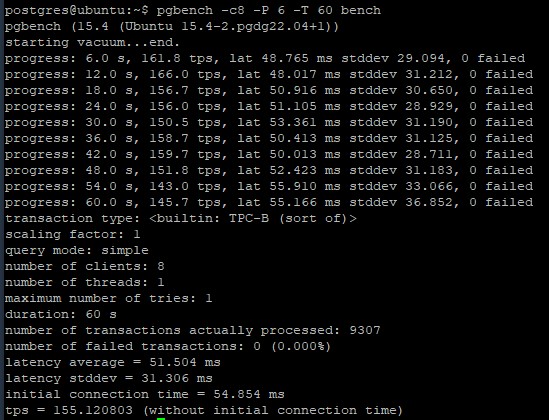 postgres@ubuntu:~$ pgbench -c8 -P 6 -T 60 bench
pgbench (15.4 (Ubuntu 15.4-2.pgdg22.04+1))
starting vacuum...end.
progress: 6.0 s, 161.8 tps, lat 48.765 ms stddev 29.094, 0 failed
progress: 12.0 s, 166.0 tps, lat 48.017 ms stddev 31.212, 0 failed
progress: 18.0 s, 156.7 tps, lat 50.916 ms stddev 30.650, 0 failed
progress: 24.0 s, 156.0 tps, lat 51.105 ms stddev 28.929, 0 failed
progress: 30.0 s, 150.5 tps, lat 53.361 ms stddev 31.190, 0 failed
progress: 36.0 s, 158.7 tps, lat 50.413 ms stddev 31.125, 0 failed
progress: 42.0 s, 159.7 tps, lat 50.013 ms stddev 28.711, 0 failed
progress: 48.0 s, 151.8 tps, lat 52.423 ms stddev 31.183, 0 failed
progress: 54.0 s, 143.0 tps, lat 55.910 ms stddev 33.066, 0 failed
progress: 60.0 s, 145.7 tps, lat 55.166 ms stddev 36.852, 0 failed
transaction type: <builtin: TPC-B (sort of)>
scaling factor: 1
query mode: simple
number of clients: 8
number of threads: 1
maximum number of tries: 1
duration: 60 s
number of transactions actually processed: 9307
number of failed transactions: 0 (0.000%)
latency average = 51.504 ms
latency stddev = 31.306 ms
initial connection time = 54.854 ms
tps = 155.120803 (without initial connection time)